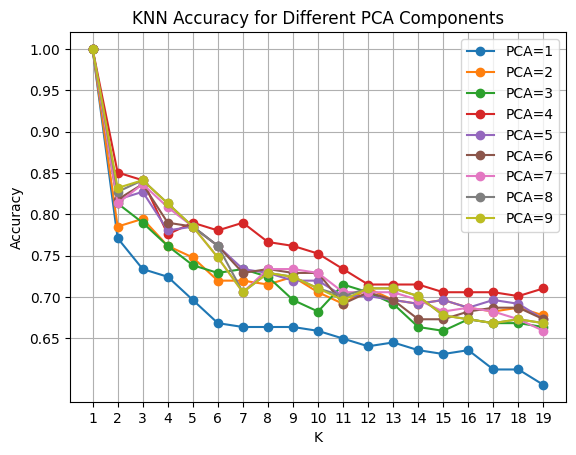 KNN Accuracy for Different PCA Components
1.00
0.95
0.90
0.85
0.80
0.75
0.70
0.65
Accuracy
PCA=1
PCA=2
PCA=3
PCA=4
PCA=5
PCA=6
PCA=7
PCA=8
PCA=9
1 2 3 4 5 6 7 8 9 10 11 12 13 14 15 16 17 18 19
K